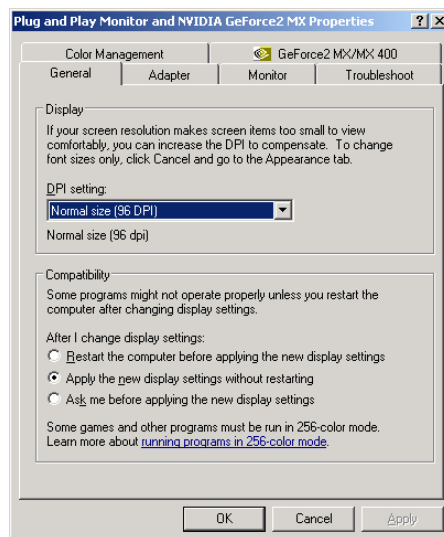 Plug and Play Monitor and NVIDIA GeForce2 MX Properties
Color Management
GeForce2 MX/MX 400
General
Adapter
Monitor
Troubleshoot
Display
If your screen resolution makes screen items too small to view
comfortably, you can increase the DPI to compensate. To change
font sizes only, click Cancel and go to the Appearance tab.
DPI setting:
Normal size (96 DPI)
Normal size (96 dpi)
Compatibility
Some programs might not operate properly unless you restart the
computer after changing display settings.
After I change display settings:
Restart the computer before applying the new display settings
Apply the new display settings without restarting
Ask me before applying the new display settings
Some games and other programs must be run in 256-color mode.
Learn more about running programs in 256-color mode.
OK
Cancel
Apply